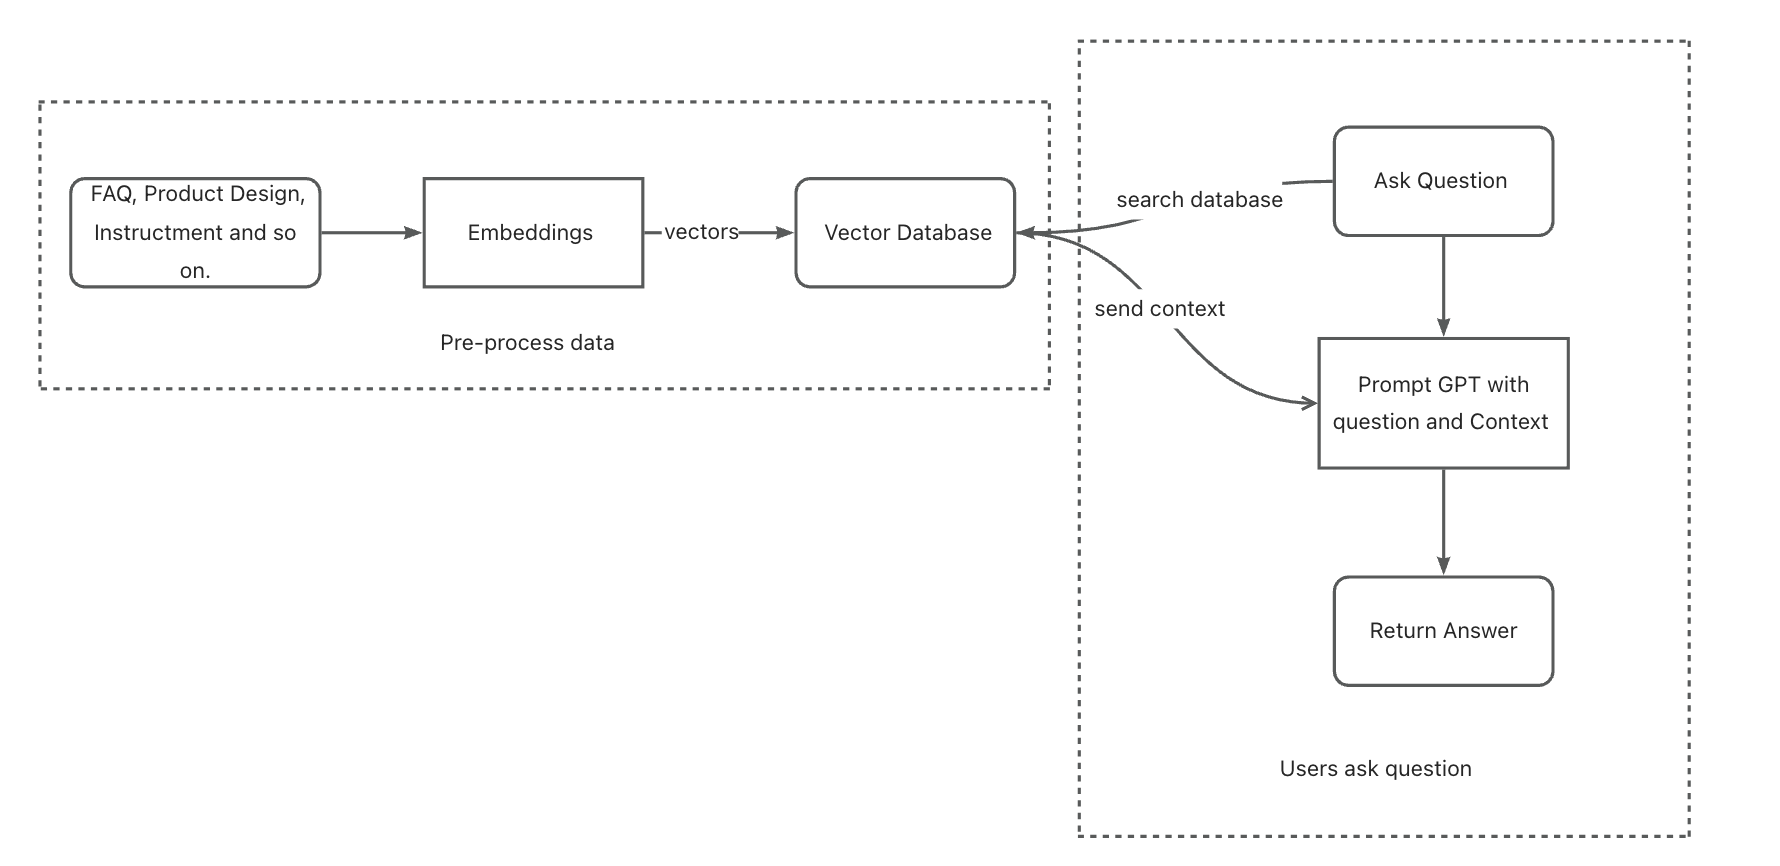 FAQ, Product Design,
Instructment and so
on.
Embeddings
vectors
Vector Database
Pre-process data
search database
send context
Ask Question
Prompt GPT with
question and Context
Return Answer
Users ask question